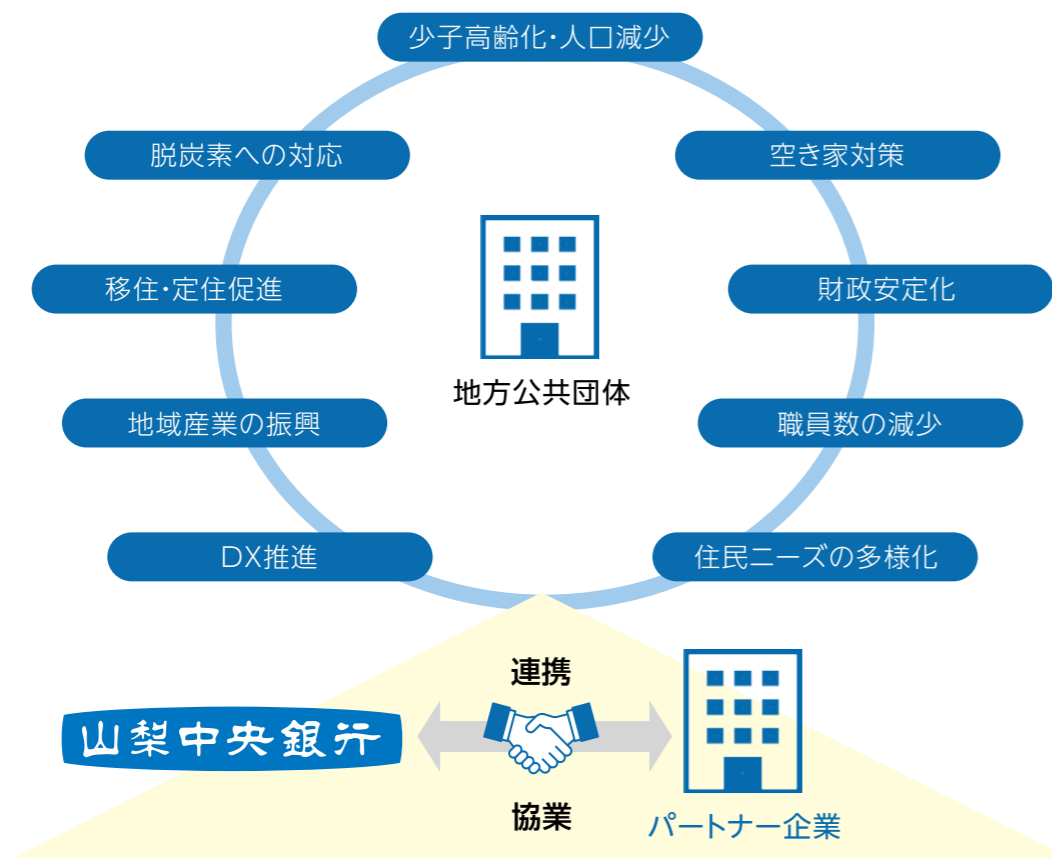 少子高齢化・人口減少
脱炭素への対応
空き家対策
移住・定住促進
財政安定化
地方公共団体
地域産業の振興
職員数の減少
DX推進
住民ニーズの多様化
連携
山梨中央銀行
協業
パートナー企業